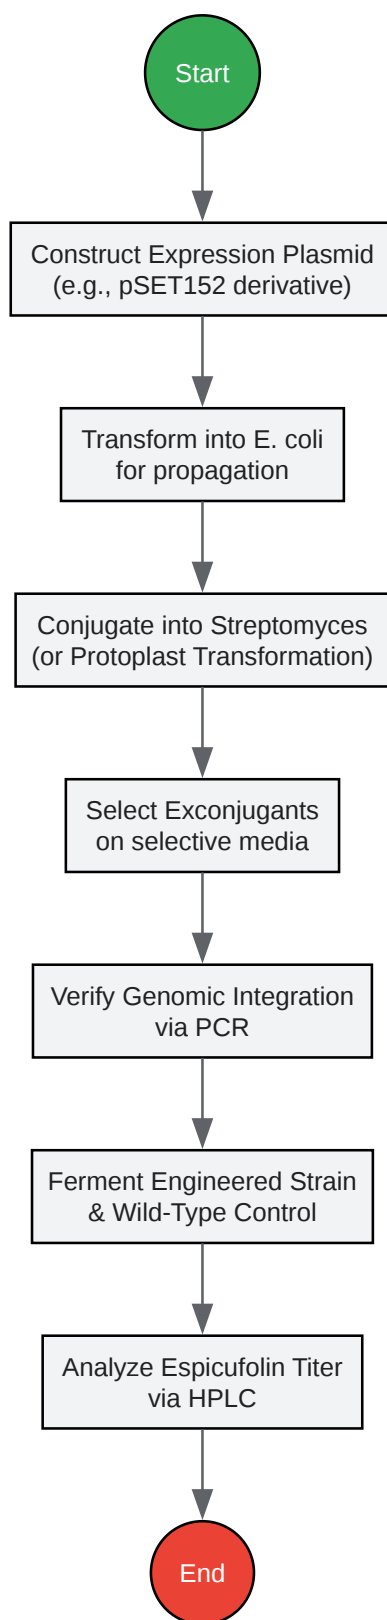 Start
Construct Expression Plasmid
(e.g., pSET152 derivative)
Transform into E. coli
for propagation
Conjugate into Streptomyces
(or Protoplast Transformation)
Select Exconjugants
on selective media
Verify Genomic Integration
via PCR
Ferment Engineered Strain
& Wild-Type Control
Analyze Espicufolin Titer
via HPLC
End